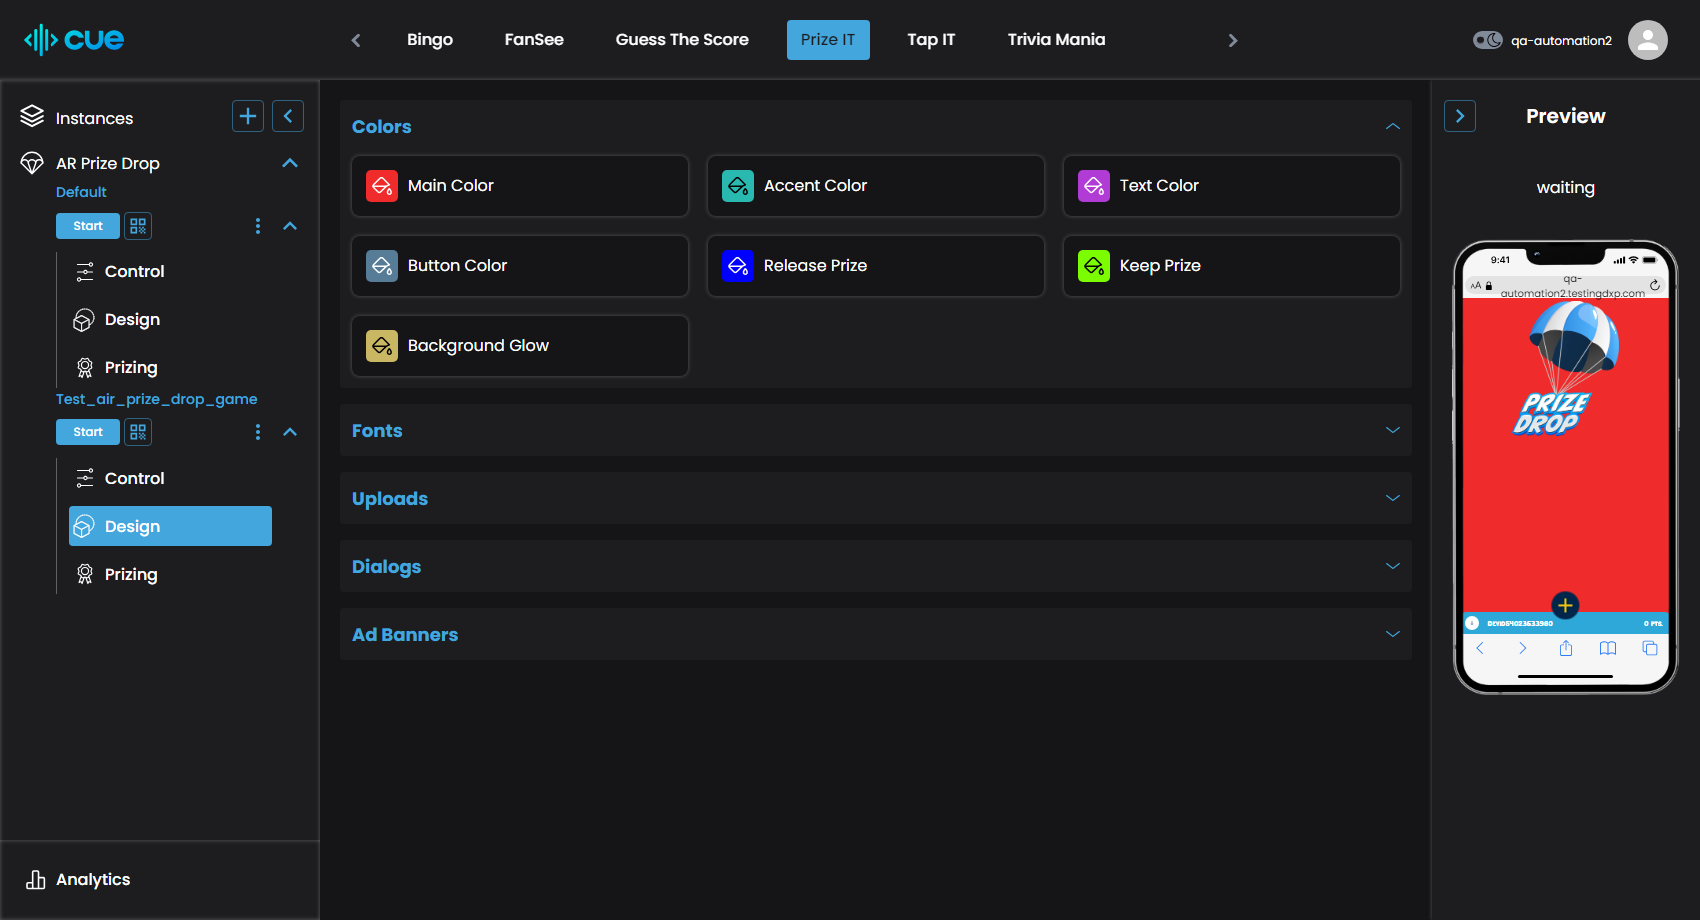 cue
Bingo
FanSee
Guess The Score
Prize IT
Tap IT
Trivia Mania
qa-automation2
Instances
AR Prize Drop
Default
Start
Control
Design
Prizing
Test_air_prize_drop_game
Start
Control
Design
Prizing
Analytics
Colors
Main Color
Accent Color
Text Color
Button Color
Release Prize
Keep Prize
Background Glow
Fonts
Uploads
Dialogs
Ad Banners
Preview
waiting
9:41
AA
qa-
automation2.testingdxp.com
PRIZE
DROP
0 PTS.